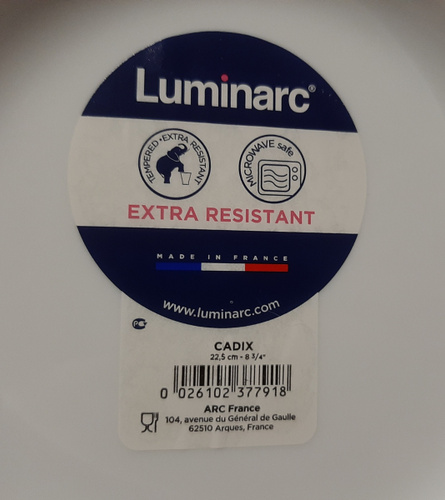 Luminarc®
TEMPERED • EXTRA RESISTANT
MICROWAVE safe
EXTRA RESISTANT
MADE IN FRANCE
www.luminarc.com
CADIX
22,5 cm - 8 3/4"
0 026102 377918
ARC France
104, avenue du Général de Gaulle
62510 Arques, France